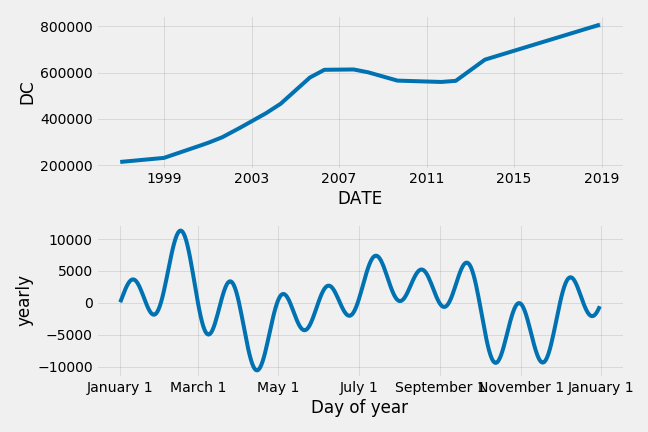 800000
600000
400000
200000
DC
1999 2003 2007 2011 2015 2019
DATE
10000
5000
0
−5000
−10000
yearly
January 1 March 1 May 1 July 1 September 1 November 1 January 1
Day of year